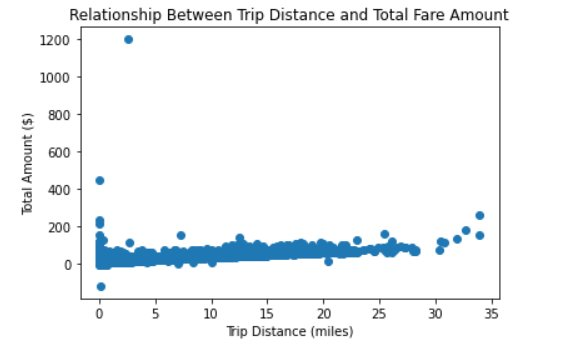 Relationship Between Trip Distance and Total Fare Amount
1200
1000
800
600
400
200
0
Total Amount ($)
0 5 10 15 20 25 30 35
Trip Distance (miles)